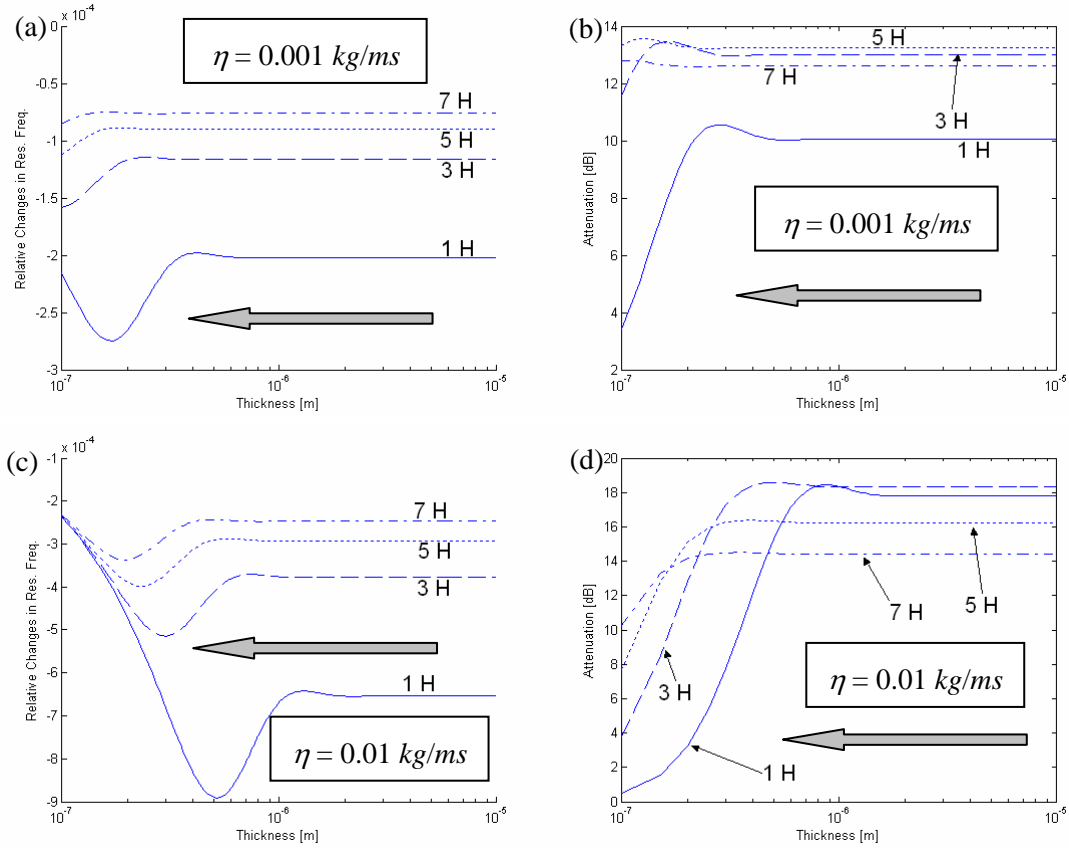 (a)
x 10⁻⁴
0
-0.5
-1
-1.5
-2
-2.5
-3
Relative Changes in Res. Freq.
η = 0.001 kg/ms
7 H
5 H
3 H
1 H
10⁻⁷
10⁻⁶
10⁻⁵
Thickness [m]
(b)
14
12
10
8
6
4
2
Attenuation [dB]
5 H
7 H
3 H
1 H
η = 0.001 kg/ms
10⁻⁷
10⁻⁶
10⁻⁵
Thickness [m]
(c)
x 10⁻⁴
-1
-2
-3
-4
-5
-6
-7
-8
-9
Relative Changes in Res. Freq.
7 H
5 H
3 H
1 H
η = 0.01 kg/ms
10⁻⁷
10⁻⁶
10⁻⁵
Thickness [m]
(d)
20
18
16
14
12
10
8
6
4
2
0
Attenuation [dB]
7 H
5 H
3 H
1 H
η = 0.01 kg/ms
10⁻⁷
10⁻⁶
10⁻⁵
Thickness [m]